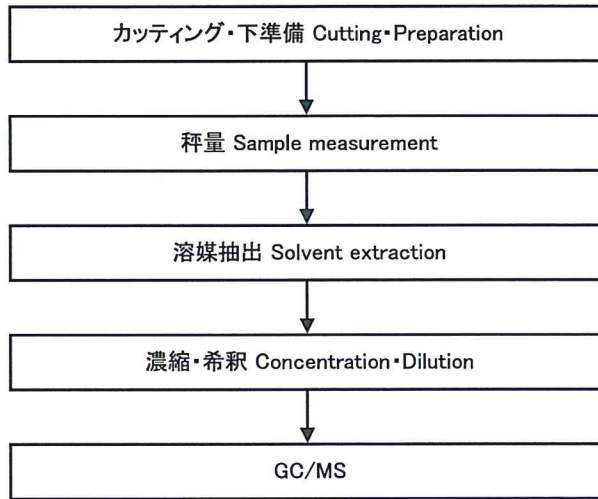 カッティング・下準備 Cutting・Preparation
秤量 Sample measurement
溶媒抽出 Solvent extraction
濃縮・希釈 Concentration・Dilution
GC/MS